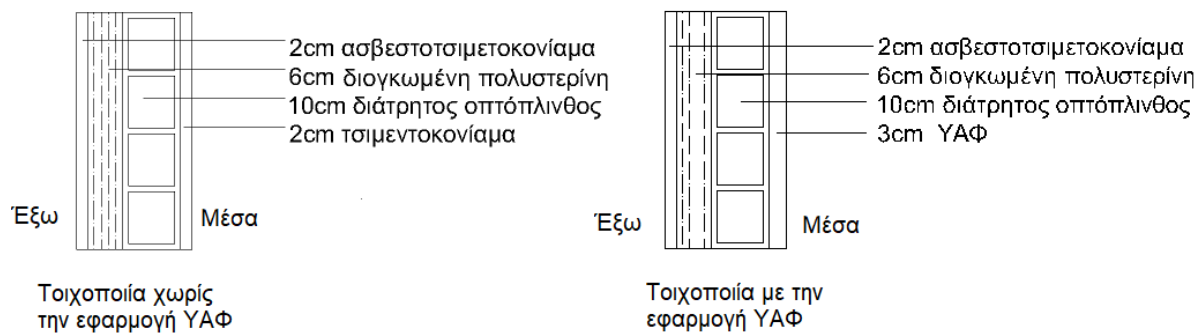 2cm ασβεστοτσιμετοκονίαμα
6cm διογκωμένη πολυστερίνη
10cm διάτρητος οπτόπλινθος
2cm τσιμεντοκονίαμα
Έξω
Μέσα
Τοιχοποιία χωρίς
την εφαρμογή ΥΑΦ
2cm ασβεστοτσιμετοκονίαμα
6cm διογκωμένη πολυστερίνη
10cm διάτρητος οπτόπλινθος
3cm ΥΑΦ
Έξω
Μέσα
Τοιχοποιία με την
εφαρμογή ΥΑΦ